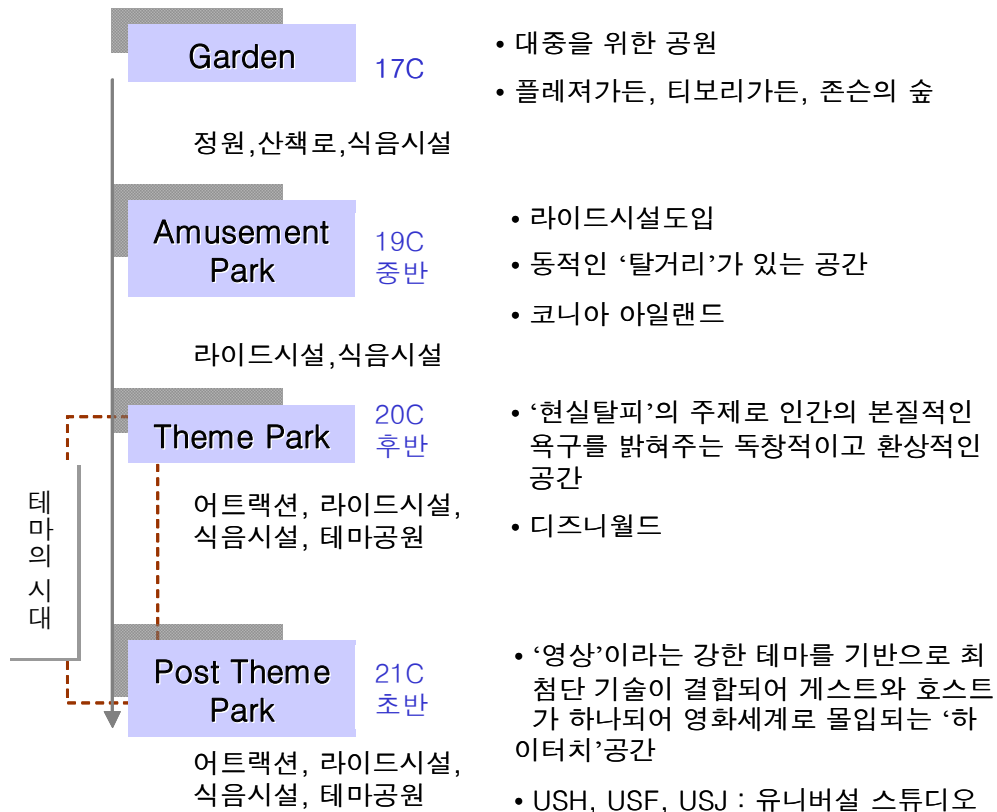 Garden
17C
• 대중을 위한 공원
• 플레져가든, 티보리가든, 존슨의 숲
정원,산책로,식음시설
Amusement
Park
19C
중반
• 라이드시설도입
• 동적인 ‘탈거리’가 있는 공간
• 코니아 아일랜드
라이드시설,식음시설
Theme Park
20C
후반
• ‘현실탈피’의 주제로 인간의 본질적인
욕구를 밝혀주는 독창적이고 환상적인
공간
• 디즈니월드
어트랙션, 라이드시설,
식음시설, 테마공원
테마의 시대
Post Theme
Park
21C
초반
• ‘영상’이라는 강한 테마를 기반으로 최
첨단 기술이 결합되어 게스트와 호스트
가 하나되어 영화세계로 몰입되는 ‘하
이터치’공간
• USH, USF, USJ : 유니버설 스튜디오
어트랙션, 라이드시설,
식음시설, 테마공원